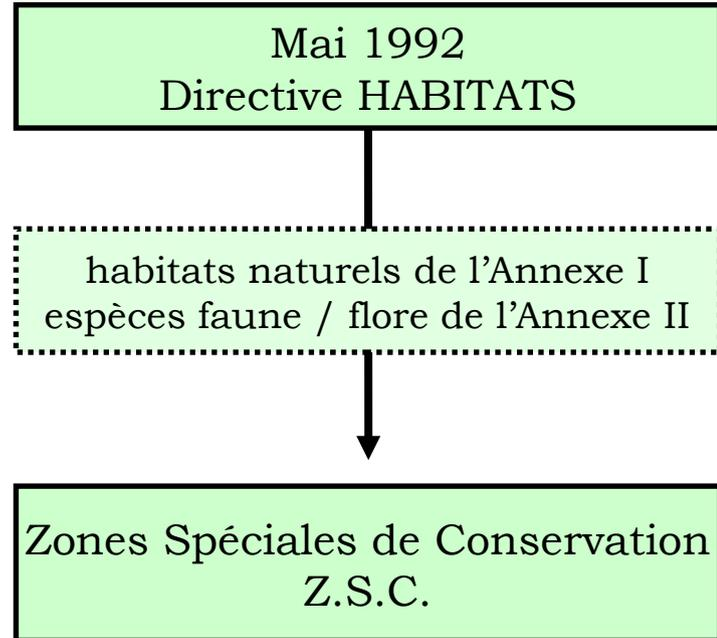 Mai 1992
Directive HABITATS
habitats naturels de l’Annexe I
espèces faune / flore de l’Annexe II
Zones Spéciales de Conservation
Z.S.C.